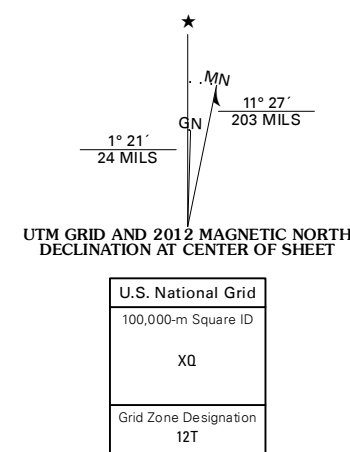 ★
MN
GN
11° 27´
203 MILS
1° 21´
24 MILS
UTM GRID AND 2012 MAGNETIC NORTH
DECLINATION AT CENTER OF SHEET
U.S. National Grid
100,000-m Square ID
XQ
Grid Zone Designation
12T